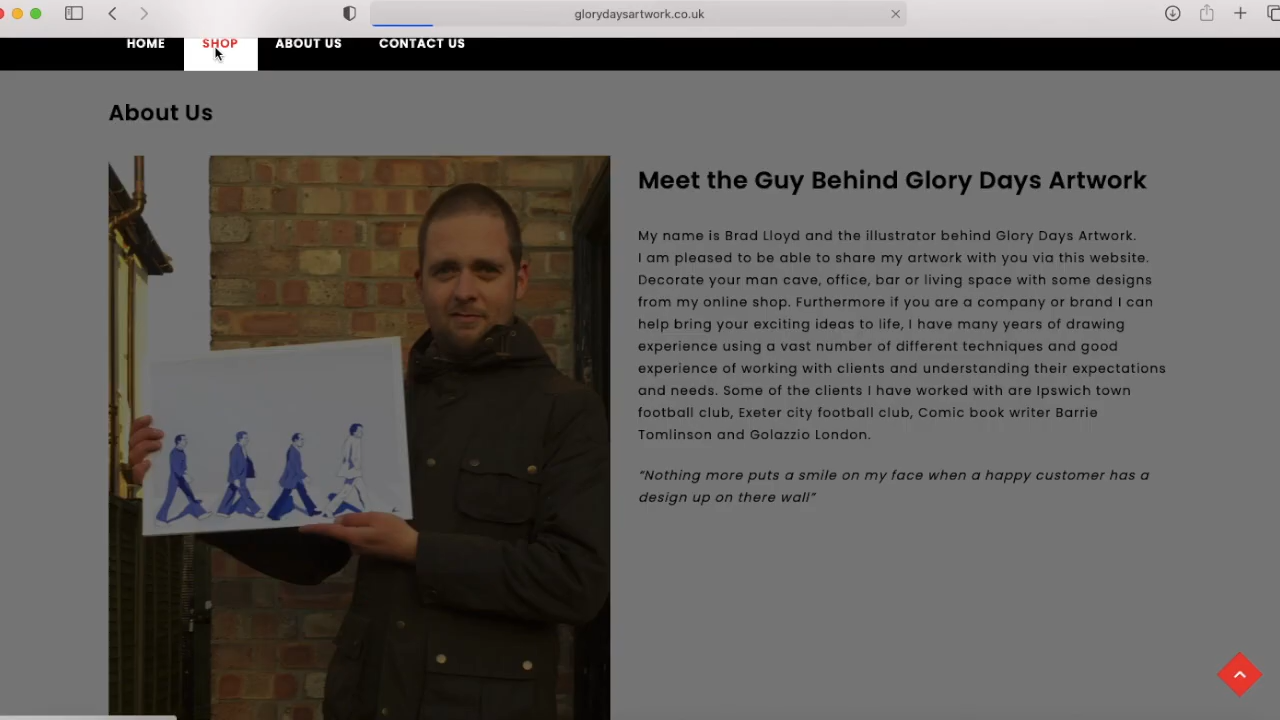 glorydaysartwork.co.uk
HOME SHOP ABOUT US CONTACT US
About Us
Meet the Guy Behind Glory Days Artwork
My name is Brad Lloyd and the illustrator behind Glory Days Artwork.
I am pleased to be able to share my artwork with you via this website.
Decorate your man cave, office, bar or living space with some designs
from my online shop. Furthermore if you are a company or brand I can
help bring your exciting ideas to life, I have many years of drawing
experience using a vast number of different techniques and good
experience of working with clients and understanding their expectations
and needs. Some of the clients I have worked with are Ipswich town
football club, Exeter city football club, Comic book writer Barrie
Tomlinson and Golazzio London.
“Nothing more puts a smile on my face when a happy customer has a
design up on there wall”